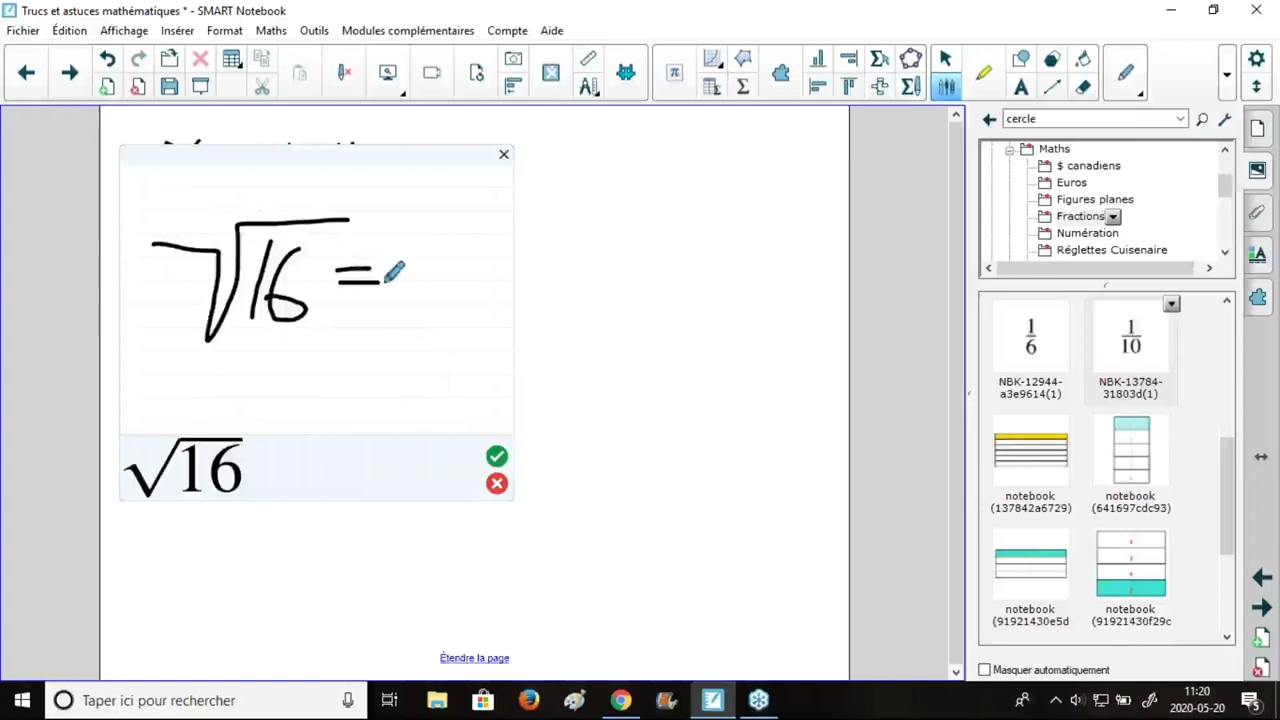 Trucs et astuces mathématiques * - SMART Notebook
Fichier Édition Affichage Insérer Format Maths Outils Modules complémentaires Compte Aide
cercle
Maths
$ canadiens
Euros
Figures planes
Fractions
Numération
Réglettes Cuisenaire
√16 =
√16
1/6
1/10
NBK-12944-
a3e9614(1)
NBK-13784-
31803d(1)
notebook
(137842a6729)
notebook
(641697cdc93)
notebook
(91921430e5d
notebook
(91921430f29c
Étendre la page
Masquer automatiquement
Taper ici pour rechercher
11:20
2020-05-20
5